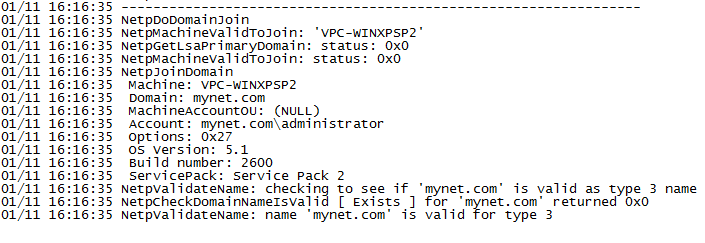 01/11 16:16:35 -----------------------------------------------------------------
01/11 16:16:35 NetpDoDomainJoin
01/11 16:16:35 NetpMachineValidToJoin: 'VPC-WINXPSP2'
01/11 16:16:35 NetpGetLsaPrimaryDomain: status: 0x0
01/11 16:16:35 NetpMachineValidToJoin: status: 0x0
01/11 16:16:35 NetpJoinDomain
01/11 16:16:35  Machine: VPC-WINXPSP2
01/11 16:16:35  Domain: mynet.com
01/11 16:16:35  MachineAccountOU: (NULL)
01/11 16:16:35  Account: mynet.com\administrator
01/11 16:16:35  Options: 0x27
01/11 16:16:35  OS Version: 5.1
01/11 16:16:35  Build number: 2600
01/11 16:16:35  ServicePack: Service Pack 2
01/11 16:16:35 NetpValidateName: checking to see if 'mynet.com' is valid as type 3 name
01/11 16:16:35 NetpCheckDomainNameIsValid [ Exists ] for 'mynet.com' returned 0x0
01/11 16:16:35 NetpValidateName: name 'mynet.com' is valid for type 3